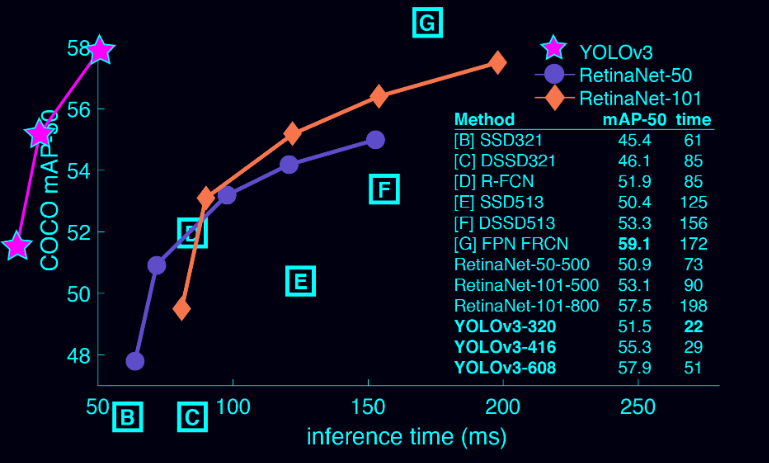 G
58
YOLOv3
RetinaNet-50
56
RetinaNet-101
Method mAP-50 time
[B] SSD321 45.4 61
[C] DSSD321 46.1 85
[D] R-FCN 51.9 85
[E] SSD513 50.4 125
[F] DSSD513 53.3 156
[G] FPN FRCN 59.1 172
RetinaNet-50-500 50.9 73
RetinaNet-101-500 53.1 90
RetinaNet-101-800 57.5 198
YOLOv3-320 51.5 22
YOLOv3-416 55.3 29
YOLOv3-608 57.9 51
COCO mAP-50
54
F
D
52
E
50
48
B
C
50 100 150 200 250
inference time (ms)